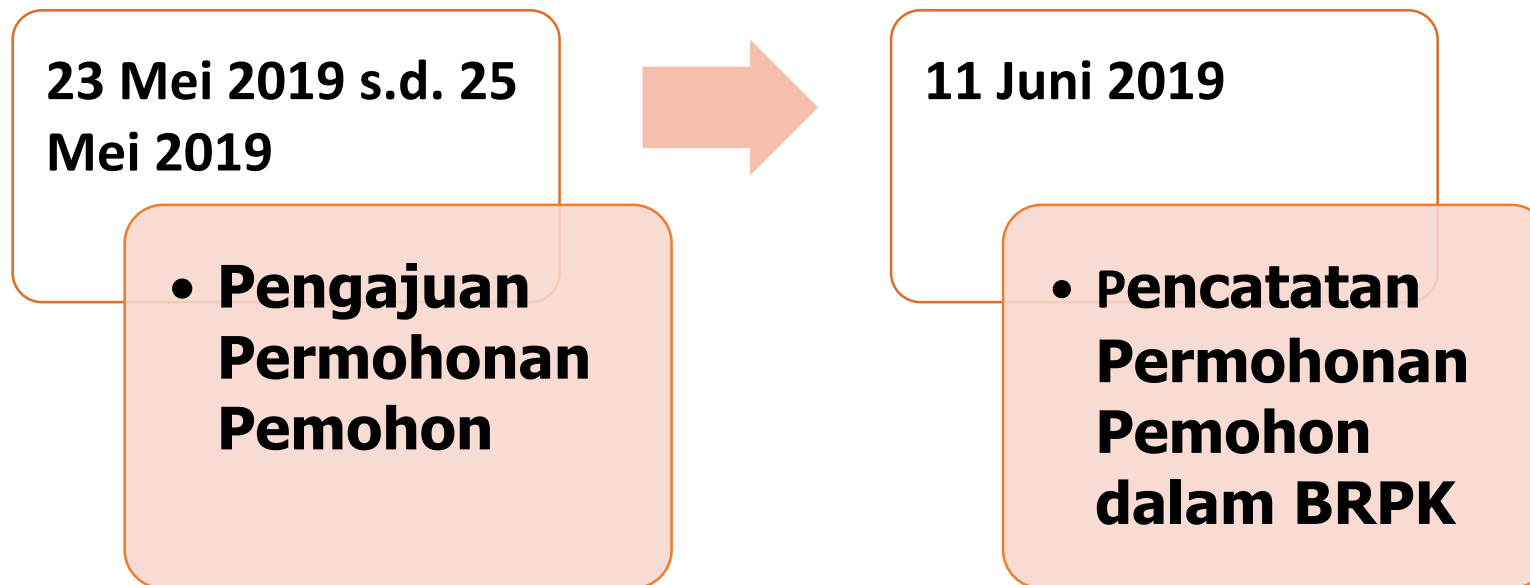 23 Mei 2019 s.d. 25
Mei 2019
• Pengajuan
Permohonan
Pemohon
11 Juni 2019
• Pencatatan
Permohonan
Pemohon
dalam BRPK